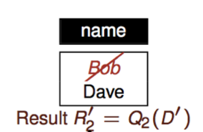 name
Bob
Dave
Result R′₂ = Q₂(D′)